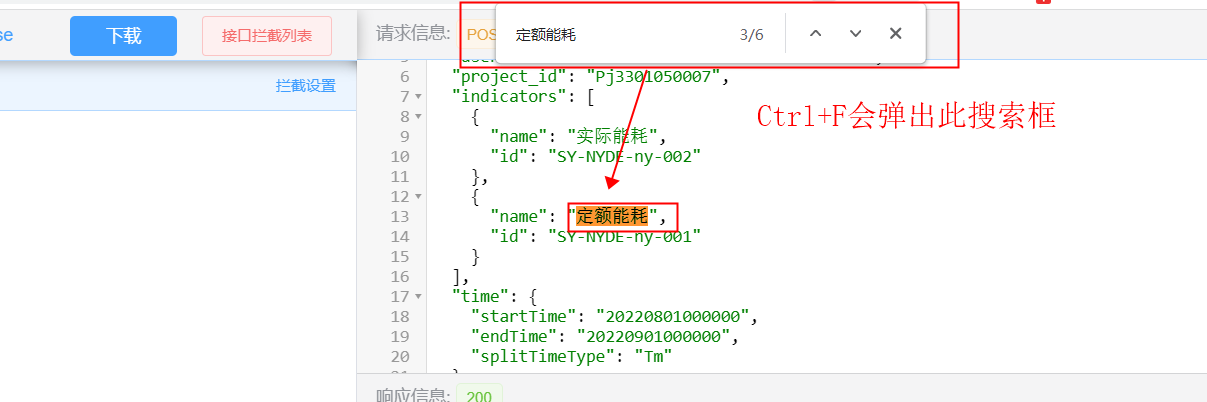 se
下载
接口拦截列表
请求信息:
POS
定额能耗
3/6
拦截设置
6 "project_id": "Pj3301050007",
7 "indicators": [
8 {
9 "name": "实际能耗",
10 "id": "SY-NYDE-ny-002"
11 },
12 {
13 "name": "定额能耗",
14 "id": "SY-NYDE-ny-001"
15 }
16 ],
17 "time": {
18 "startTime": "20220801000000",
19 "endTime": "20220901000000",
20 "splitTimeType": "Tm"
Ctrl+F会弹出此搜索框
响应信息:
200